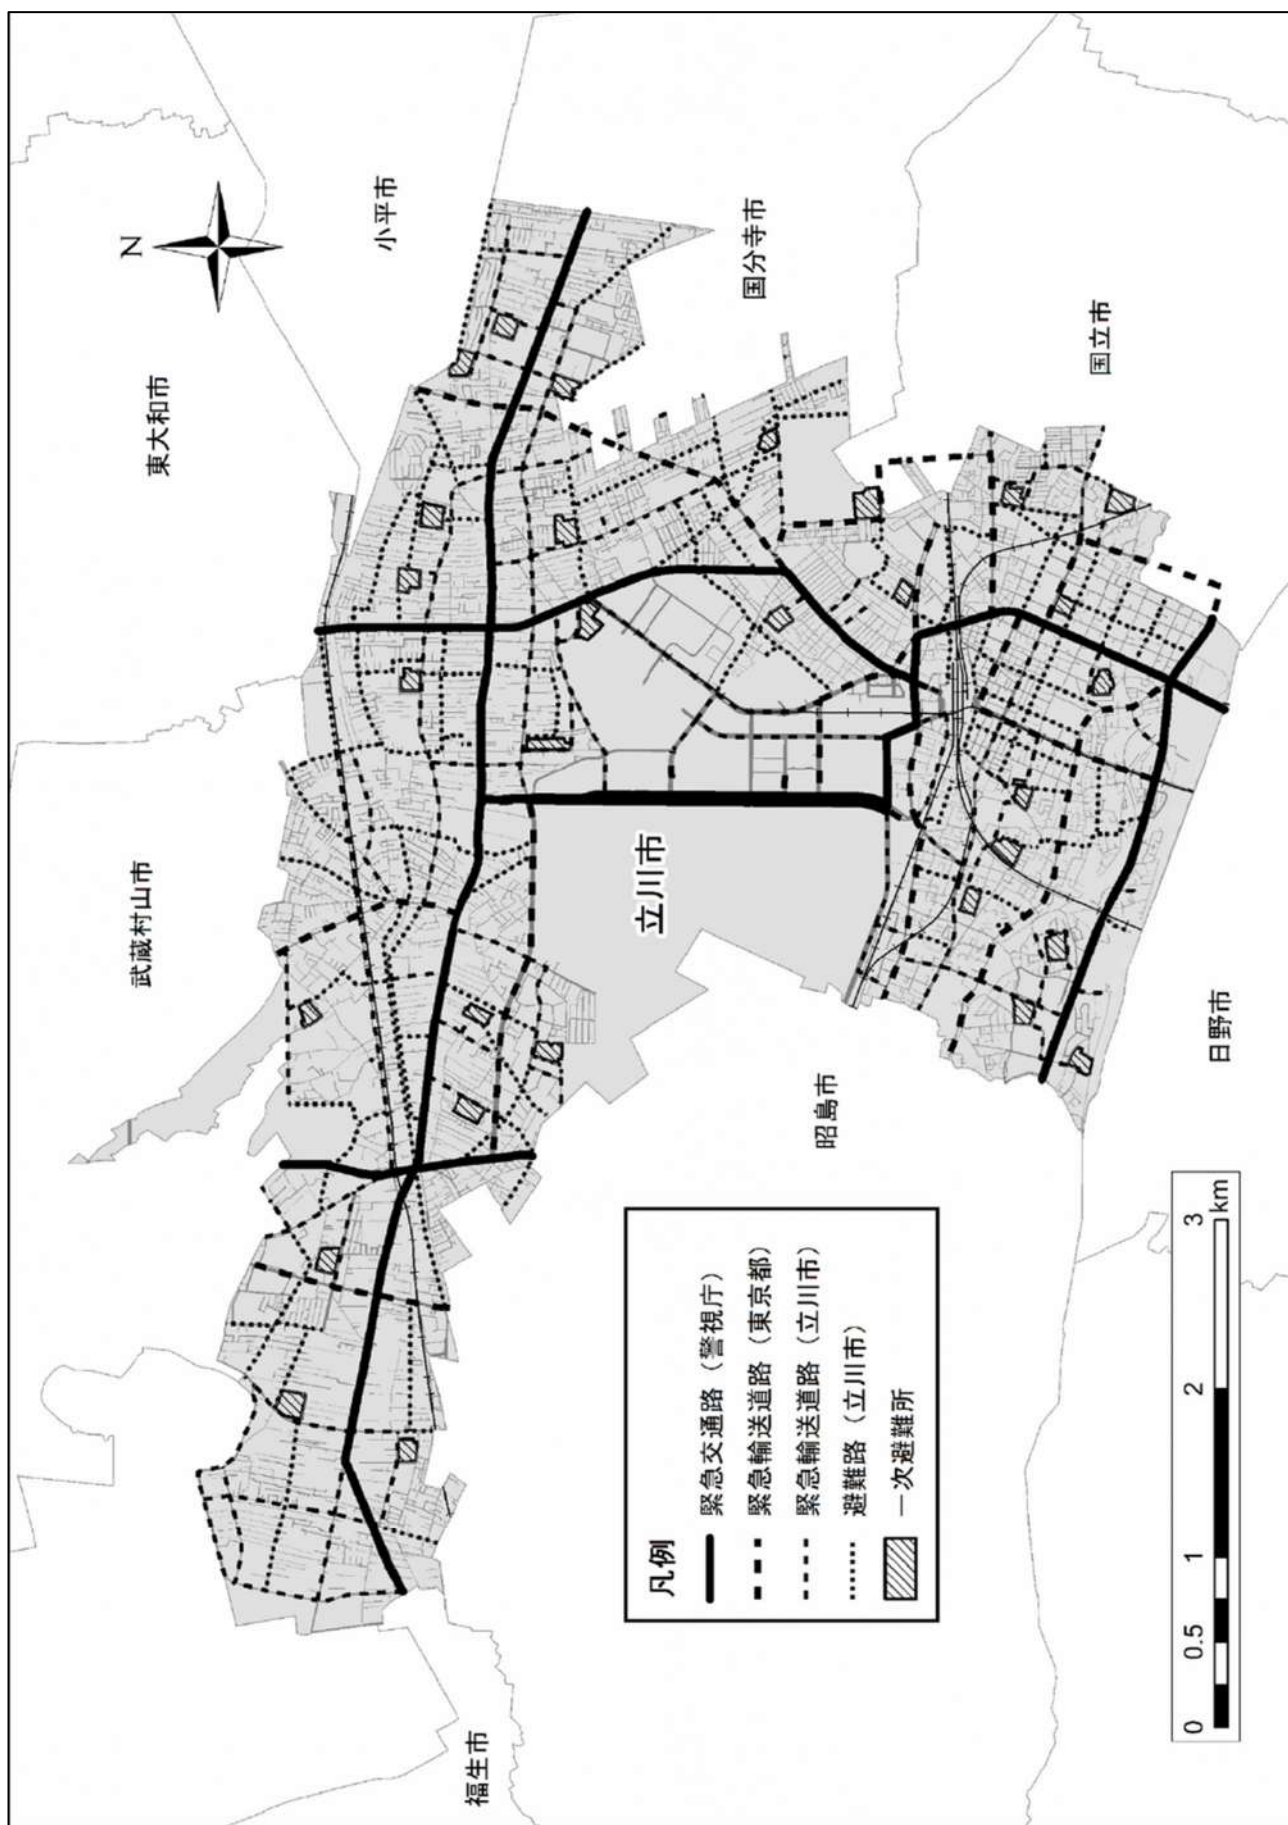 N
東大和市
小平市
武蔵村山市
国分寺市
立川市
国立市
福生市
昭島市
日野市
凡例
緊急交通路（警視庁）
緊急輸送道路（東京都）
緊急輸送道路（立川市）
避難路（立川市）
一次避難所
0 0.5 1 2 3
km